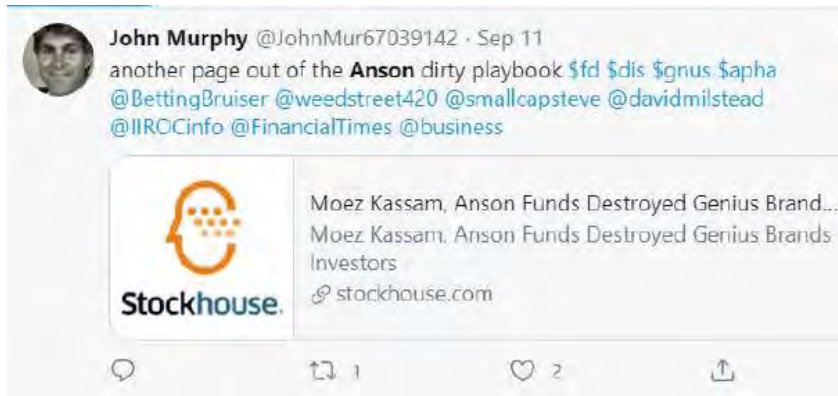 John Murphy @JohnMur67039142 · Sep 11
another page out of the Anson dirty playbook $fd $dis $gnus $apha
@BettingBruiser @weedstreet420 @smallcapsteve @davidmilstead
@IIROCinfo @FinancialTimes @business
Moez Kassam, Anson Funds Destroyed Genius Brand...
Moez Kassam, Anson Funds Destroyed Genius Brands
Investors
stockhouse.com
Stockhouse.
1
2